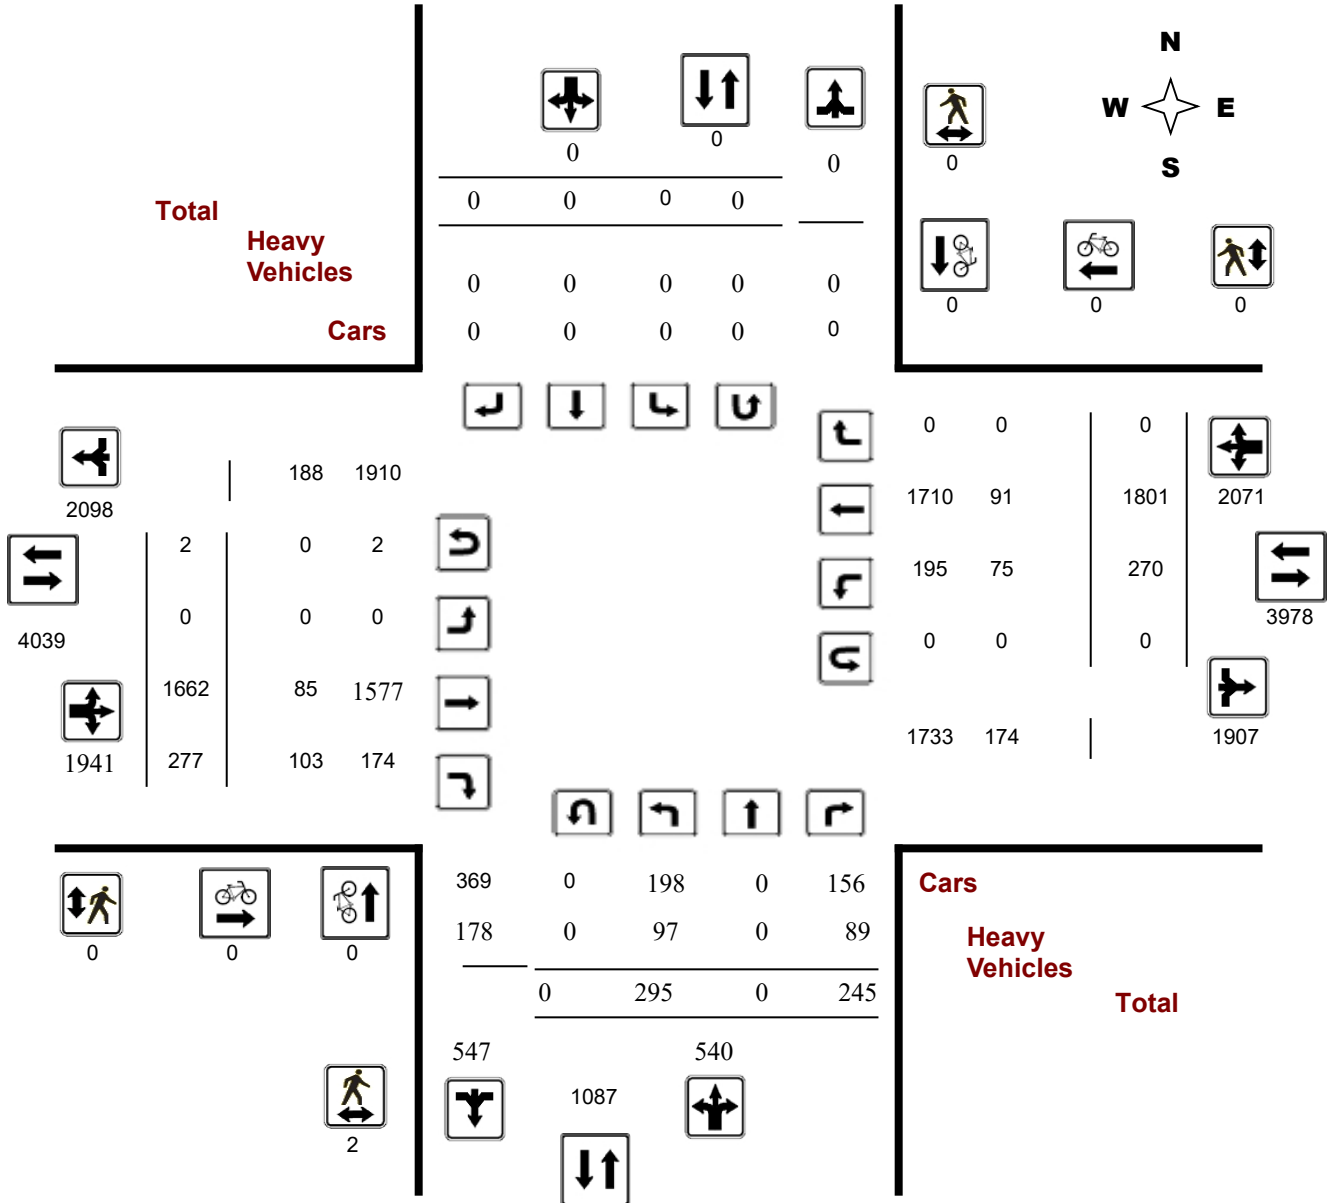 N
W E
S
0 0 0 0
0 0 0 0 0
Total
0 0 0
Heavy
Vehicles
0 0 0 0 0
Cars
0 0 0 0 0
0 0 0
188 1910
1710 91 1801 2071
2098
2 0 2
195 75 270
0 0 0
3978
4039
0 0 0
1662 85 1577
1733 174 1907
1941 277 103 174
369 0 198 0 156
Cars
178 0 97 0 89
Heavy
Vehicles
0 0 0
0 295 0 245
Total
547 540
1087
2